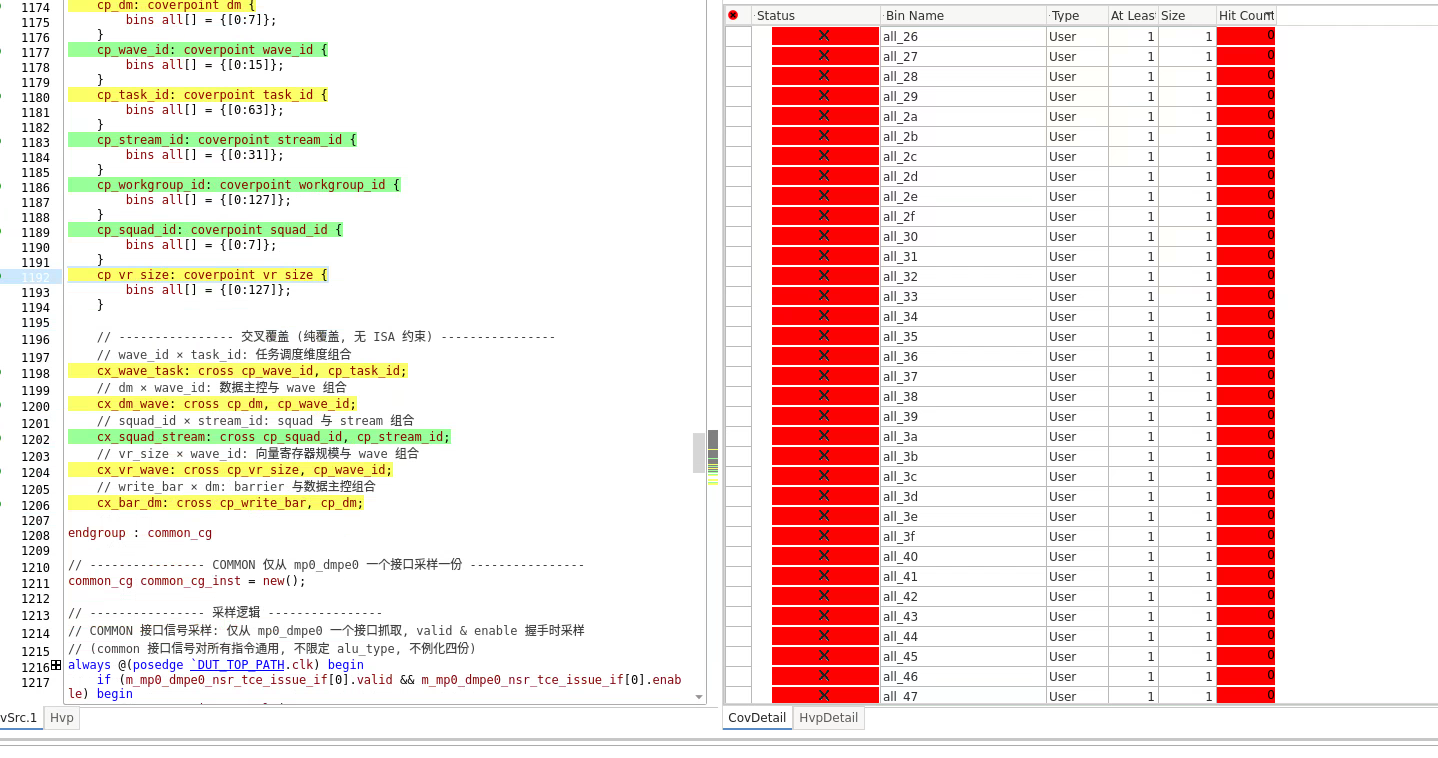 1174 cp_dm: coverpoint dm {
1175 bins all[] = {[0:7]};
1176 }
1177 cp_wave_id: coverpoint wave_id {
1178 bins all[] = {[0:15]};
1179 }
1180 cp_task_id: coverpoint task_id {
1181 bins all[] = {[0:63]};
1182 }
1183 cp_stream_id: coverpoint stream_id {
1184 bins all[] = {[0:31]};
1185 }
1186 cp_workgroup_id: coverpoint workgroup_id {
1187 bins all[] = {[0:127]};
1188 }
1189 cp_squad_id: coverpoint squad_id {
1190 bins all[] = {[0:7]};
1191 }
1192 cp_vr_size: coverpoint vr_size {
1193 bins all[] = {[0:127]};
1194 }
1195
1196 // ---------------- 交叉覆盖 (纯覆盖, 无 ISA 约束) ----------------
1197 // wave_id × task_id: 任务调度维度组合
1198 cx_wave_task: cross cp_wave_id, cp_task_id;
1199 // dm × wave_id: 数据主控与 wave 组合
1200 cx_dm_wave: cross cp_dm, cp_wave_id;
1201 // squad_id × stream_id: squad 与 stream 组合
1202 cx_squad_stream: cross cp_squad_id, cp_stream_id;
1203 // vr_size × wave_id: 向量寄存器规模与 wave 组合
1204 cx_vr_wave: cross cp_vr_size, cp_wave_id;
1205 // write_bar × dm: barrier 与数据主控组合
1206 cx_bar_dm: cross cp_write_bar, cp_dm;
1207
1208 endgroup : common_cg
1209
1210 // ---------------- COMMON 仅从 mp0_dmpe0 一个接口采样一份 ----------------
1211 common_cg common_cg_inst = new();
1212
1213 // ---------------- 采样逻辑 ----------------
1214 // COMMON 接口信号采样: 仅从 mp0_dmpe0 一个接口抓取, valid & enable 握手时采样
1215 // (common 接口信号对所有指令通用, 不限定 alu_type, 不例化四份)
1216 always @(posedge `DUT_TOP_PATH.clk) begin
1217 if (m_mp0_dmpe0_nsr_tce_issue_if[0].valid && m_mp0_dmpe0_nsr_tce_issue_if[0].enab
le) begin
vSrc.1 Hvp
Status Bin Name Type At Leas Size Hit Count
all_26 User 1 1 0
all_27 User 1 1 0
all_28 User 1 1 0
all_29 User 1 1 0
all_2a User 1 1 0
all_2b User 1 1 0
all_2c User 1 1 0
all_2d User 1 1 0
all_2e User 1 1 0
all_2f User 1 1 0
all_30 User 1 1 0
all_31 User 1 1 0
all_32 User 1 1 0
all_33 User 1 1 0
all_34 User 1 1 0
all_35 User 1 1 0
all_36 User 1 1 0
all_37 User 1 1 0
all_38 User 1 1 0
all_39 User 1 1 0
all_3a User 1 1 0
all_3b User 1 1 0
all_3c User 1 1 0
all_3d User 1 1 0
all_3e User 1 1 0
all_3f User 1 1 0
all_40 User 1 1 0
all_41 User 1 1 0
all_42 User 1 1 0
all_43 User 1 1 0
all_44 User 1 1 0
all_45 User 1 1 0
all_46 User 1 1 0
all_47 User 1 1 0
CovDetail HvpDetail